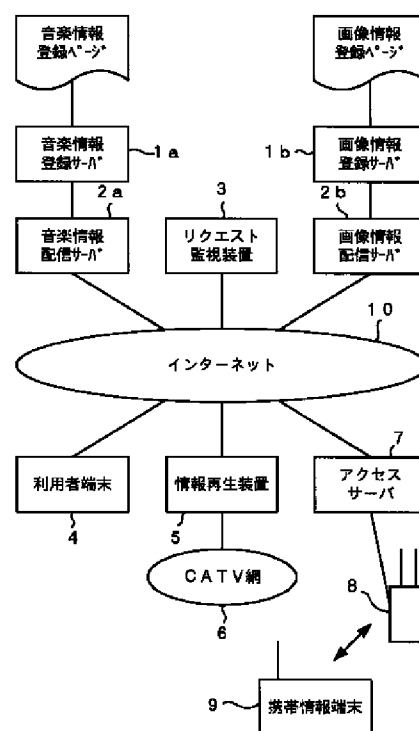 音楽情報
登録ページ
画像情報
登録ページ
音楽情報
登録サーバ
1a
1b
画像情報
登録サーバ
2a
3
2b
音楽情報
配信サーバ
リクエスト
監視装置
画像情報
配信サーバ
10
インターネット
7
利用者端末
情報再生装置
アクセス
サーバ
4
5
CATV網
8
6
9
携帯情報端末